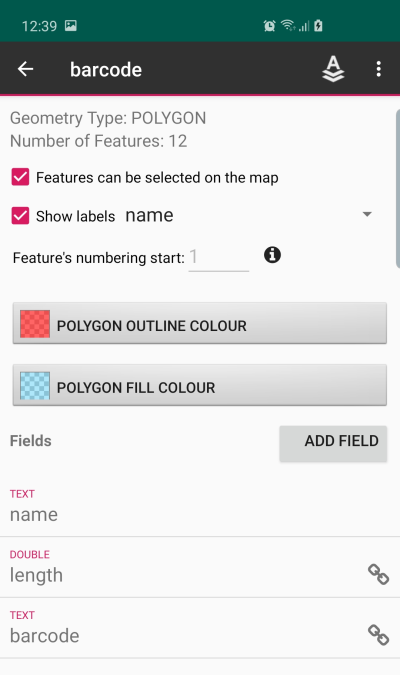 12:39
barcode
A
Geometry Type: POLYGON
Number of Features: 12
Features can be selected on the map
Show labels name
Feature's numbering start: 1
POLYGON OUTLINE COLOUR
POLYGON FILL COLOUR
Fields ADD FIELD
TEXT
name
DOUBLE
length
TEXT
barcode